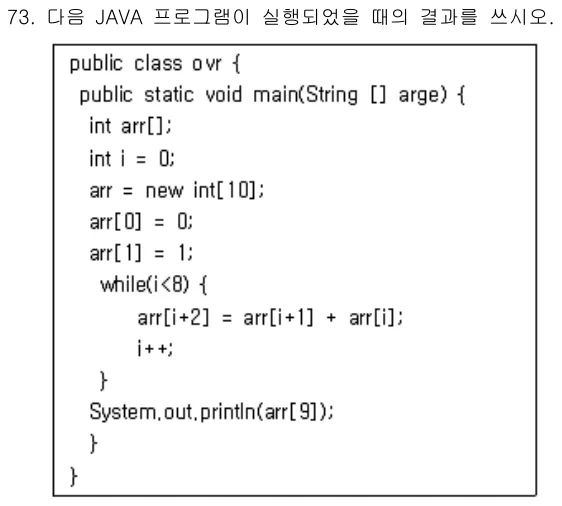 73. 다음 JAVA 프로그램이 실행되었을 때의 결과를 쓰시오.
public class ovr {
public static void main(String [] arge) {
int arr[];
int i = 0;
arr = new int[10];
arr[0] = 0;
arr[1] = 1;
while(i<8) {
arr[i+2] = arr[i+1] + arr[i];
i++;
}
System.out.println(arr[9]);
}
}